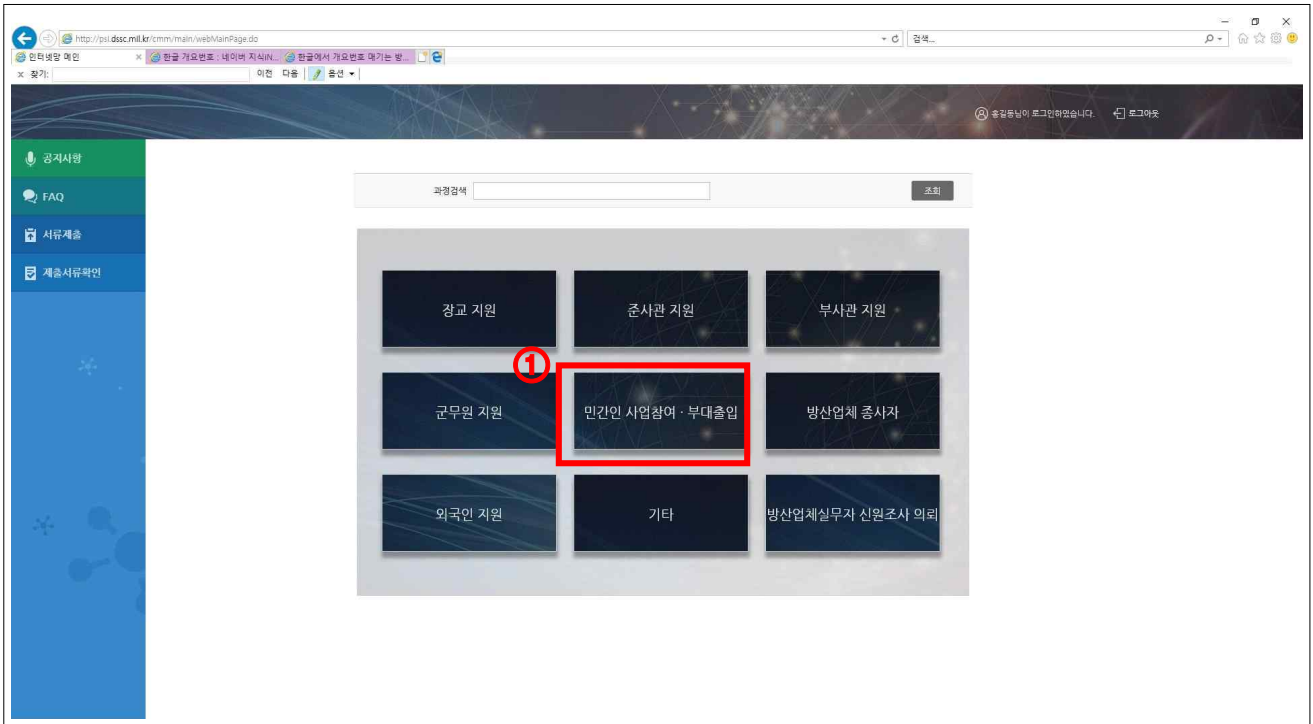 http://psi.dssc.mil.kr/cmm/main/webMainPage.do
검색...
인터넷망 메인
한글 개요번호 : 네이버 지식iN...
한글에서 개요번호 매기는 방...
x 찾기:
이전 다음
옵션
홍길동님이 로그인하였습니다.
로그아웃
공지사항
FAQ
서류제출
제출서류확인
과정검색
조회
장교 지원
준사관 지원
부사관 지원
①
군무원 지원
민간인 사업참여 · 부대출입
방산업체 종사자
외국인 지원
기타
방산업체실무자 신원조사 의뢰